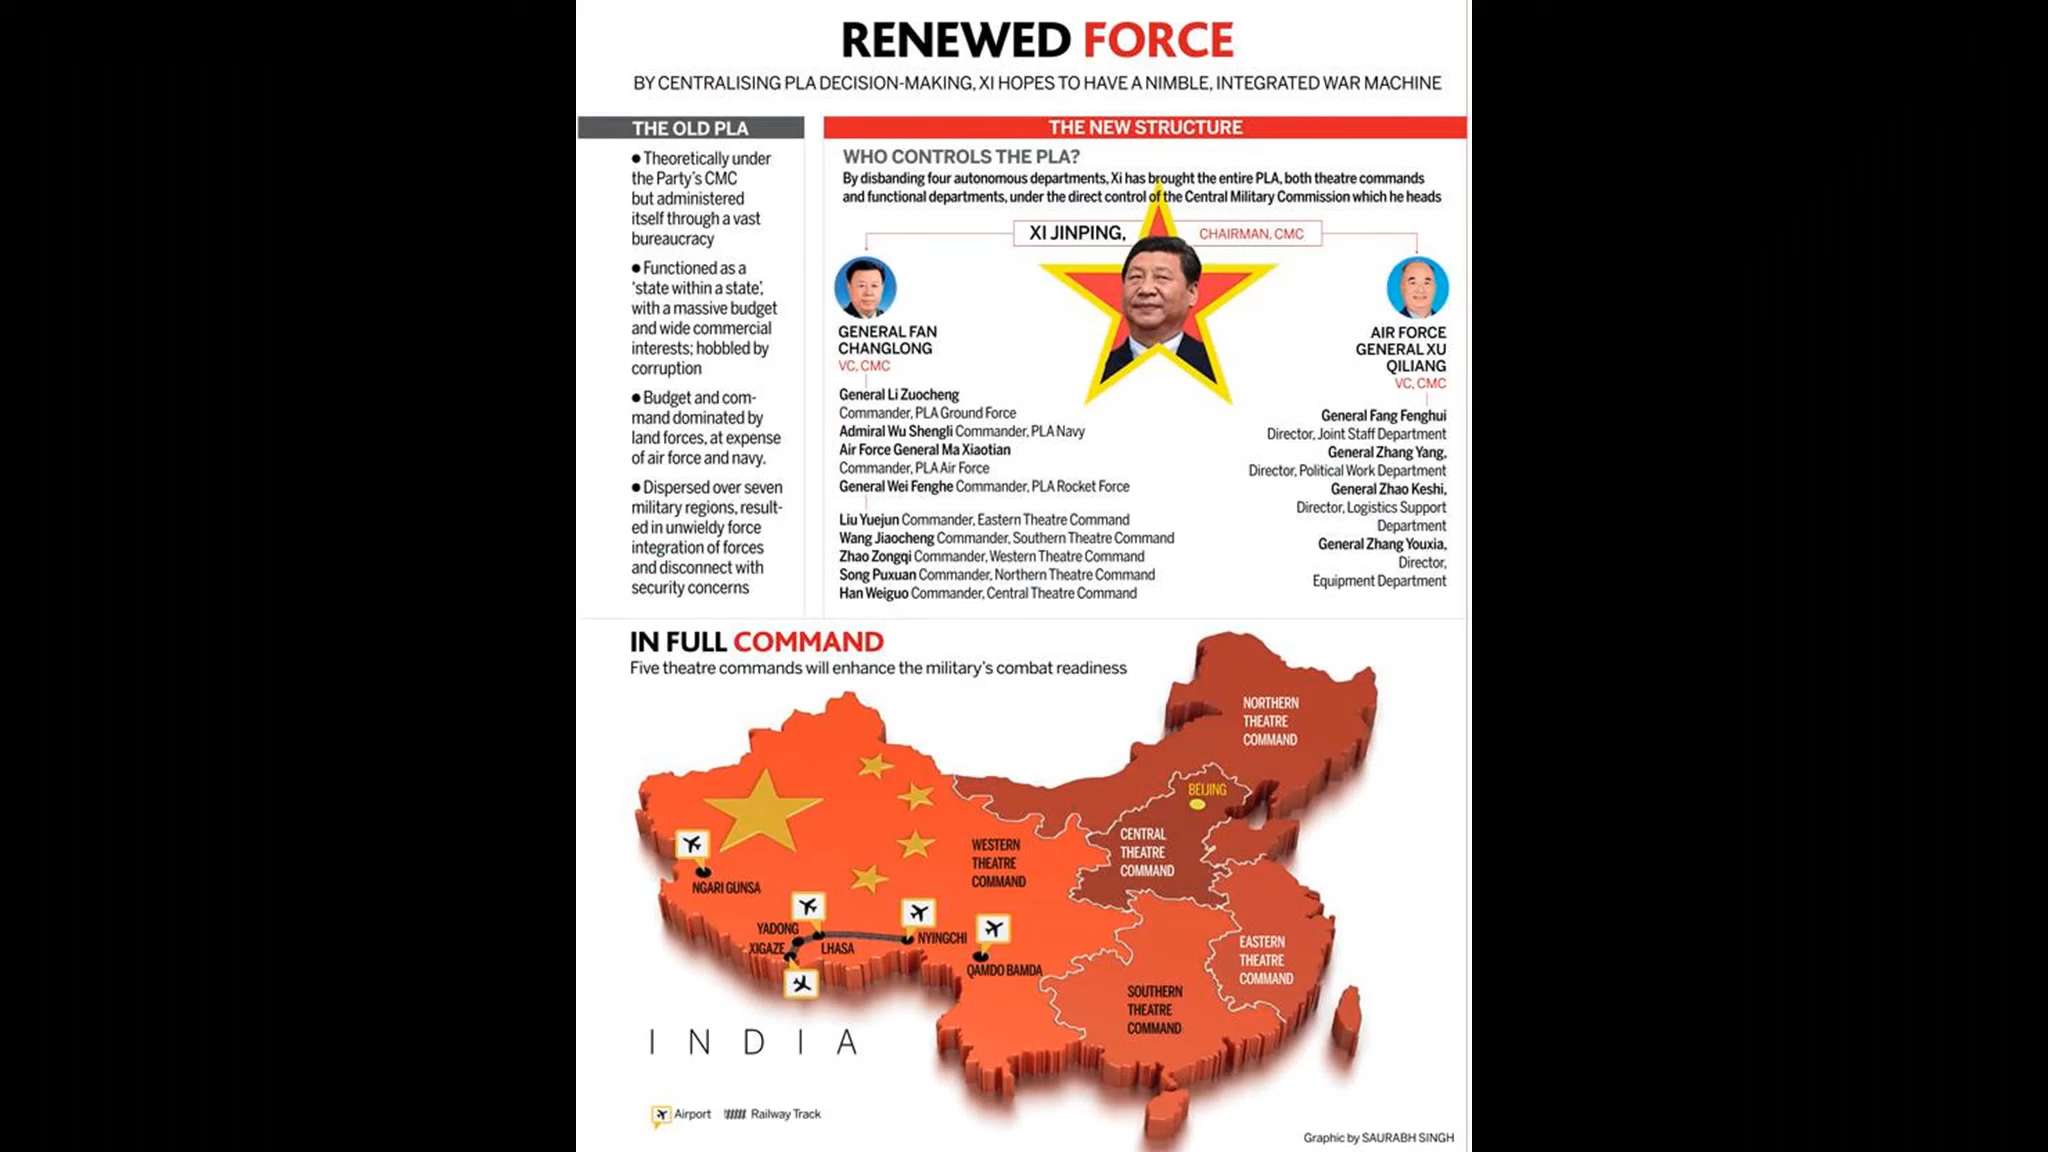 RENEWED FORCE
BY CENTRALISING PLA DECISION-MAKING, XI HOPES TO HAVE A NIMBLE, INTEGRATED WAR MACHINE
THE OLD PLA
● Theoretically under
the Party's CMC
but administered
itself through a vast
bureaucracy
● Functioned as a
'state within a state',
with a massive budget
and wide commercial
interests; hobbled by
corruption
● Budget and com-
mand dominated by
land forces, at expense
of air force and navy.
● Dispersed over seven
military regions, result-
ed in unwieldy force
integration of forces
and disconnect with
security concerns
THE NEW STRUCTURE
WHO CONTROLS THE PLA?
By disbanding four autonomous departments, Xi has brought the entire PLA, both theatre commands
and functional departments, under the direct control of the Central Military Commission which he heads
XI JINPING, CHAIRMAN, CMC
GENERAL FAN
CHANGLONG
VC, CMC
General Li Zuocheng
Commander, PLA Ground Force
Admiral Wu Shengli Commander, PLA Navy
Air Force General Ma Xiaotian
Commander, PLA Air Force
General Wei Fenghe Commander, PLA Rocket Force
Liu Yuejun Commander, Eastern Theatre Command
Wang Jiaocheng Commander, Southern Theatre Command
Zhao Zongqi Commander, Western Theatre Command
Song Puxuan Commander, Northern Theatre Command
Han Weiguo Commander, Central Theatre Command
AIR FORCE
GENERAL XU
QILIANG
VC, CMC
General Fang Fenghui
Director, Joint Staff Department
General Zhang Yang,
Director, Political Work Department
General Zhao Keshi,
Director, Logistics Support
Department
General Zhang Youxia,
Director,
Equipment Department
IN FULL COMMAND
Five theatre commands will enhance the military's combat readiness
NORTHERN
THEATRE
COMMAND
BEIJING
CENTRAL
THEATRE
COMMAND
WESTERN
THEATRE
COMMAND
NGARI GUNSA
YADONG
XIGAZE
LHASA
NYINGCHI
QAMDO BAMDA
EASTERN
THEATRE
COMMAND
SOUTHERN
THEATRE
COMMAND
INDIA
Airport
Railway Track
Graphic by SAURABH SINGH